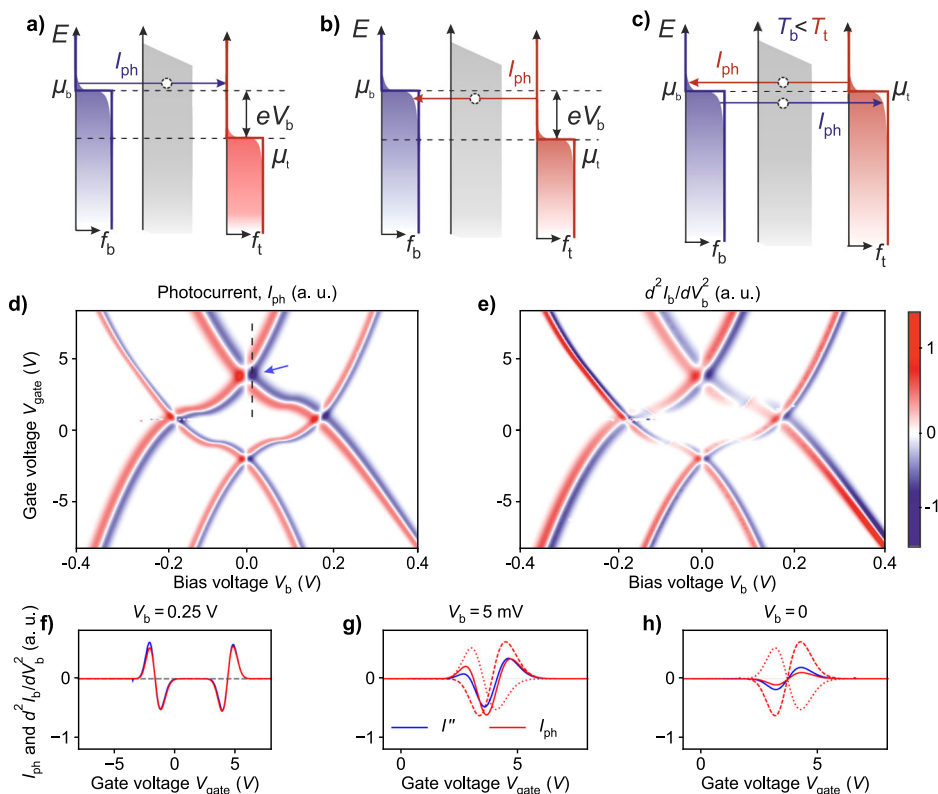 a)
E
I_ph
μ_b
eV_b
μ_t
f_b
f_t
b)
E
I_ph
μ_b
eV_b
μ_t
f_b
f_t
c)
T_b < T_t
E
I_ph
μ_b
μ_t
I_ph
f_b
f_t
d)
Photocurrent, I_ph (a. u.)
Gate voltage V_gate (V)
5
0
-5
-0.4
-0.2
0.0
0.2
0.4
Bias voltage V_b (V)
e)
d²I_b/dV_b² (a. u.)
5
0
-5
-0.4
-0.2
0.0
0.2
0.4
Bias voltage V_b (V)
1
0
-1
f)
V_b = 0.25 V
I_ph and d²I_b/dV_b² (a. u.)
0
−1
−5
0
5
Gate voltage V_gate (V)
g)
V_b = 5 mV
0
−1
I″
I_ph
0
5
Gate voltage V_gate (V)
h)
V_b = 0
0
−1
0
5
Gate voltage V_gate (V)